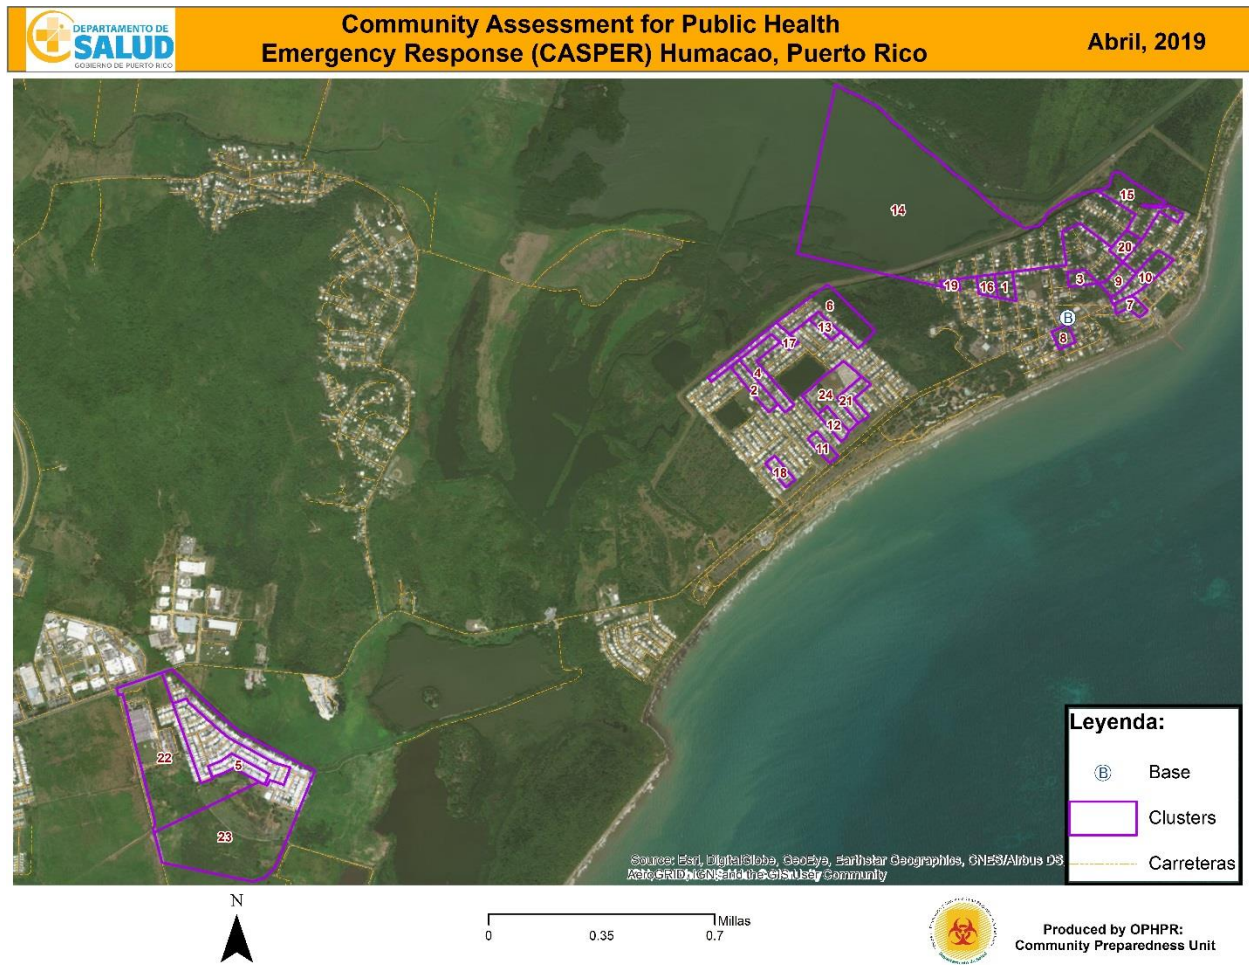 DEPARTAMENTO DE
SALUD
GOBIERNO DE PUERTO RICO
Community Assessment for Public Health
Emergency Response (CASPER) Humacao, Puerto Rico
Abril, 2019
14
15
20
19
16
1
3
9
10
7
B
8
6
13
17
4
2
24
21
12
11
18
22
5
23
Leyenda:
B Base
Clusters
Carreteras
Source: Esri, DigitalGlobe, GeoEye, Earthstar Geographics, CNES/Airbus DS
AeroGRID, IGN, and the GIS User Community
N
Millas
0 0.35 0.7
Produced by OPHPR:
Community Preparedness Unit